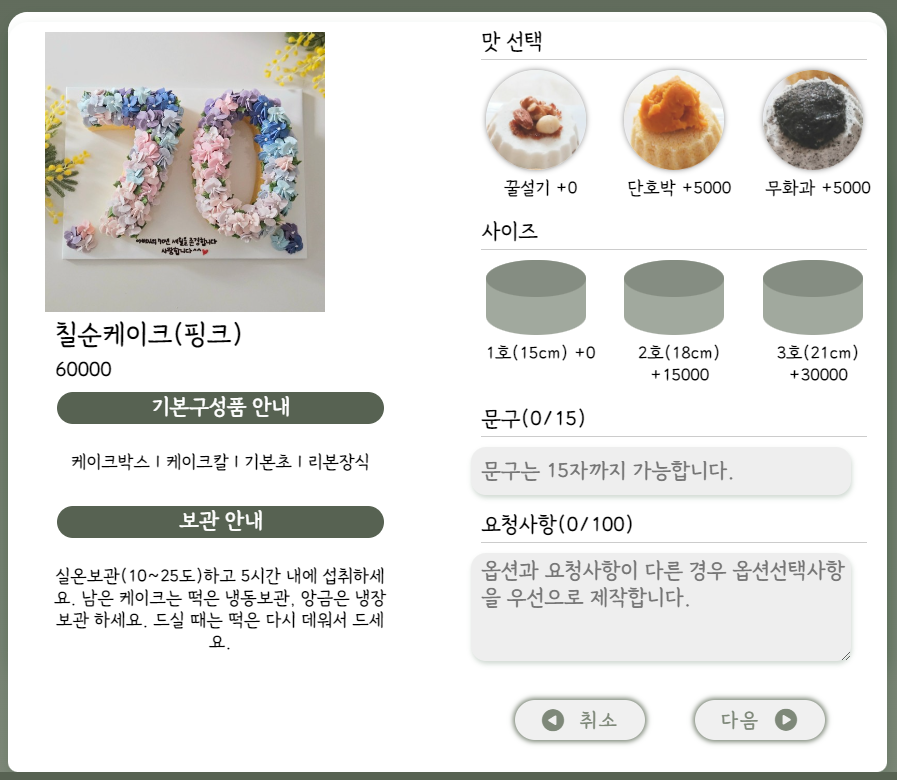 70
사랑합니다^^
칠순케이크(핑크)
60000
기본구성품 안내
케이크박스 | 케이크칼 | 기본초 | 리본장식
보관 안내
실온보관(10~25도)하고 5시간 내에 섭취하세
요. 남은 케이크는 떡은 냉동보관, 앙금은 냉장
보관 하세요. 드실 때는 떡은 다시 데워서 드세
요.
맛 선택
꿀설기 +0
단호박 +5000
무화과 +5000
사이즈
1호(15cm) +0
2호(18cm)
+15000
3호(21cm)
+30000
문구(0/15)
문구는 15자까지 가능합니다.
요청사항(0/100)
옵션과 요청사항이 다른 경우 옵션선택사항
을 우선으로 제작합니다.
취소
다음